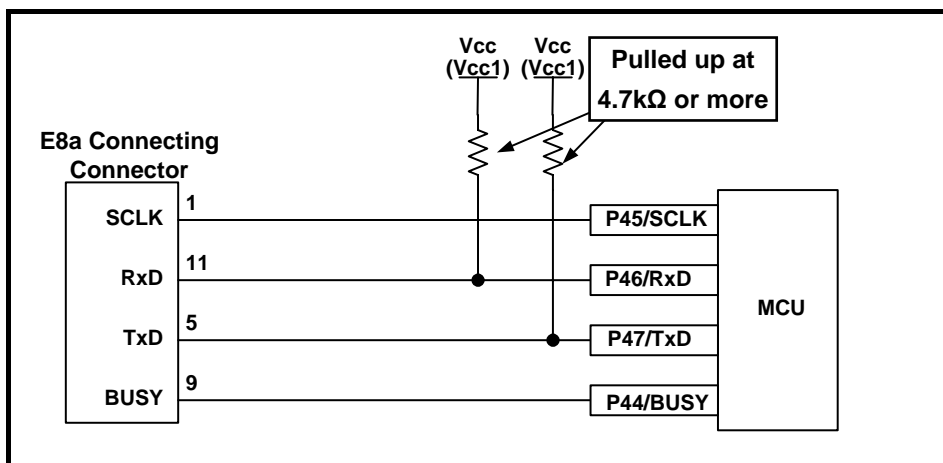 Vcc
(Vcc1)
Vcc
(Vcc1)
Pulled up at
4.7kΩ or more
E8a Connecting
Connector
SCLK
1
P45/SCLK
RxD
11
P46/RxD
MCU
TxD
5
P47/TxD
BUSY
9
P44/BUSY